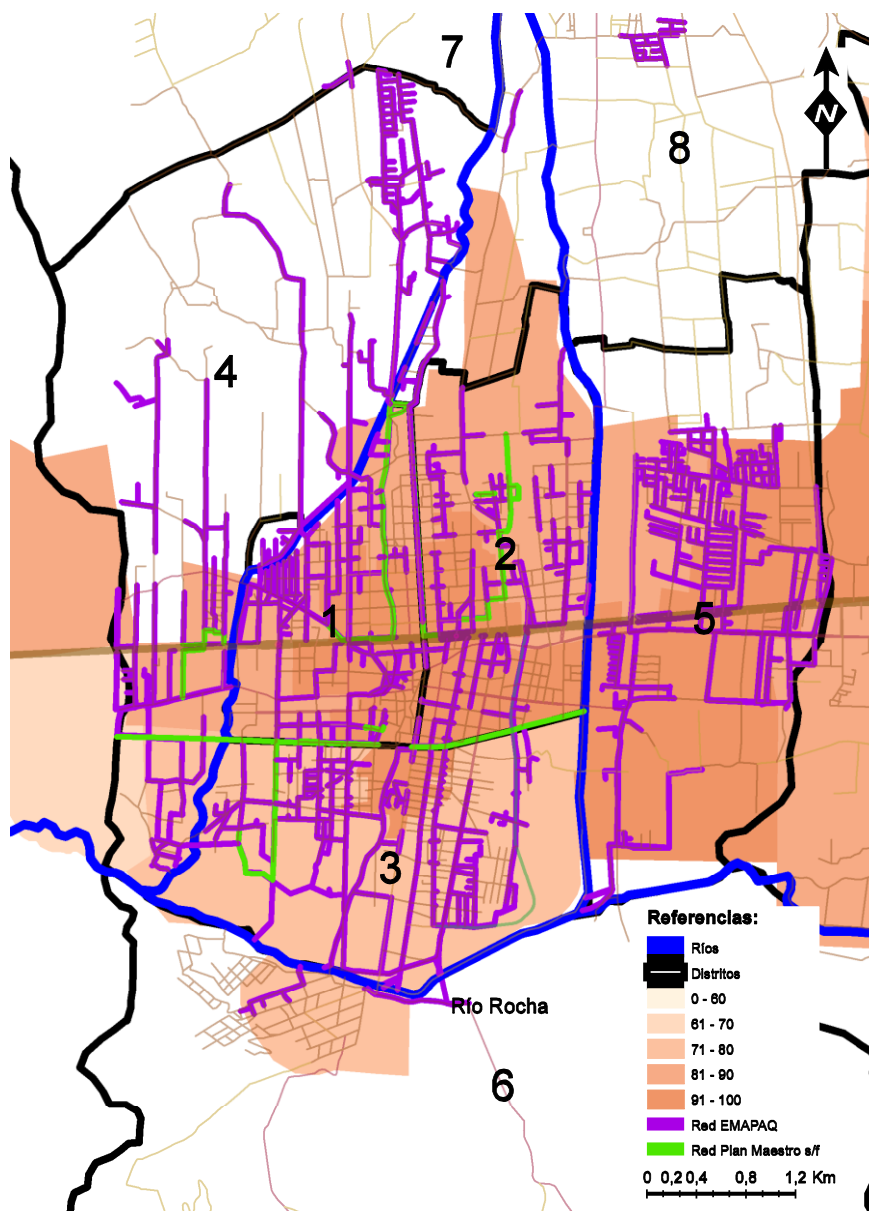 7
N
8
4
2
1
5
3
Río Rocha
6
Referencias:
Ríos
Distritos
0 - 60
61 - 70
71 - 80
81 - 90
91 - 100
Red EMAPAQ
Red Plan Maestro s/f
0 0,2 0,4 0,8 1,2 Km